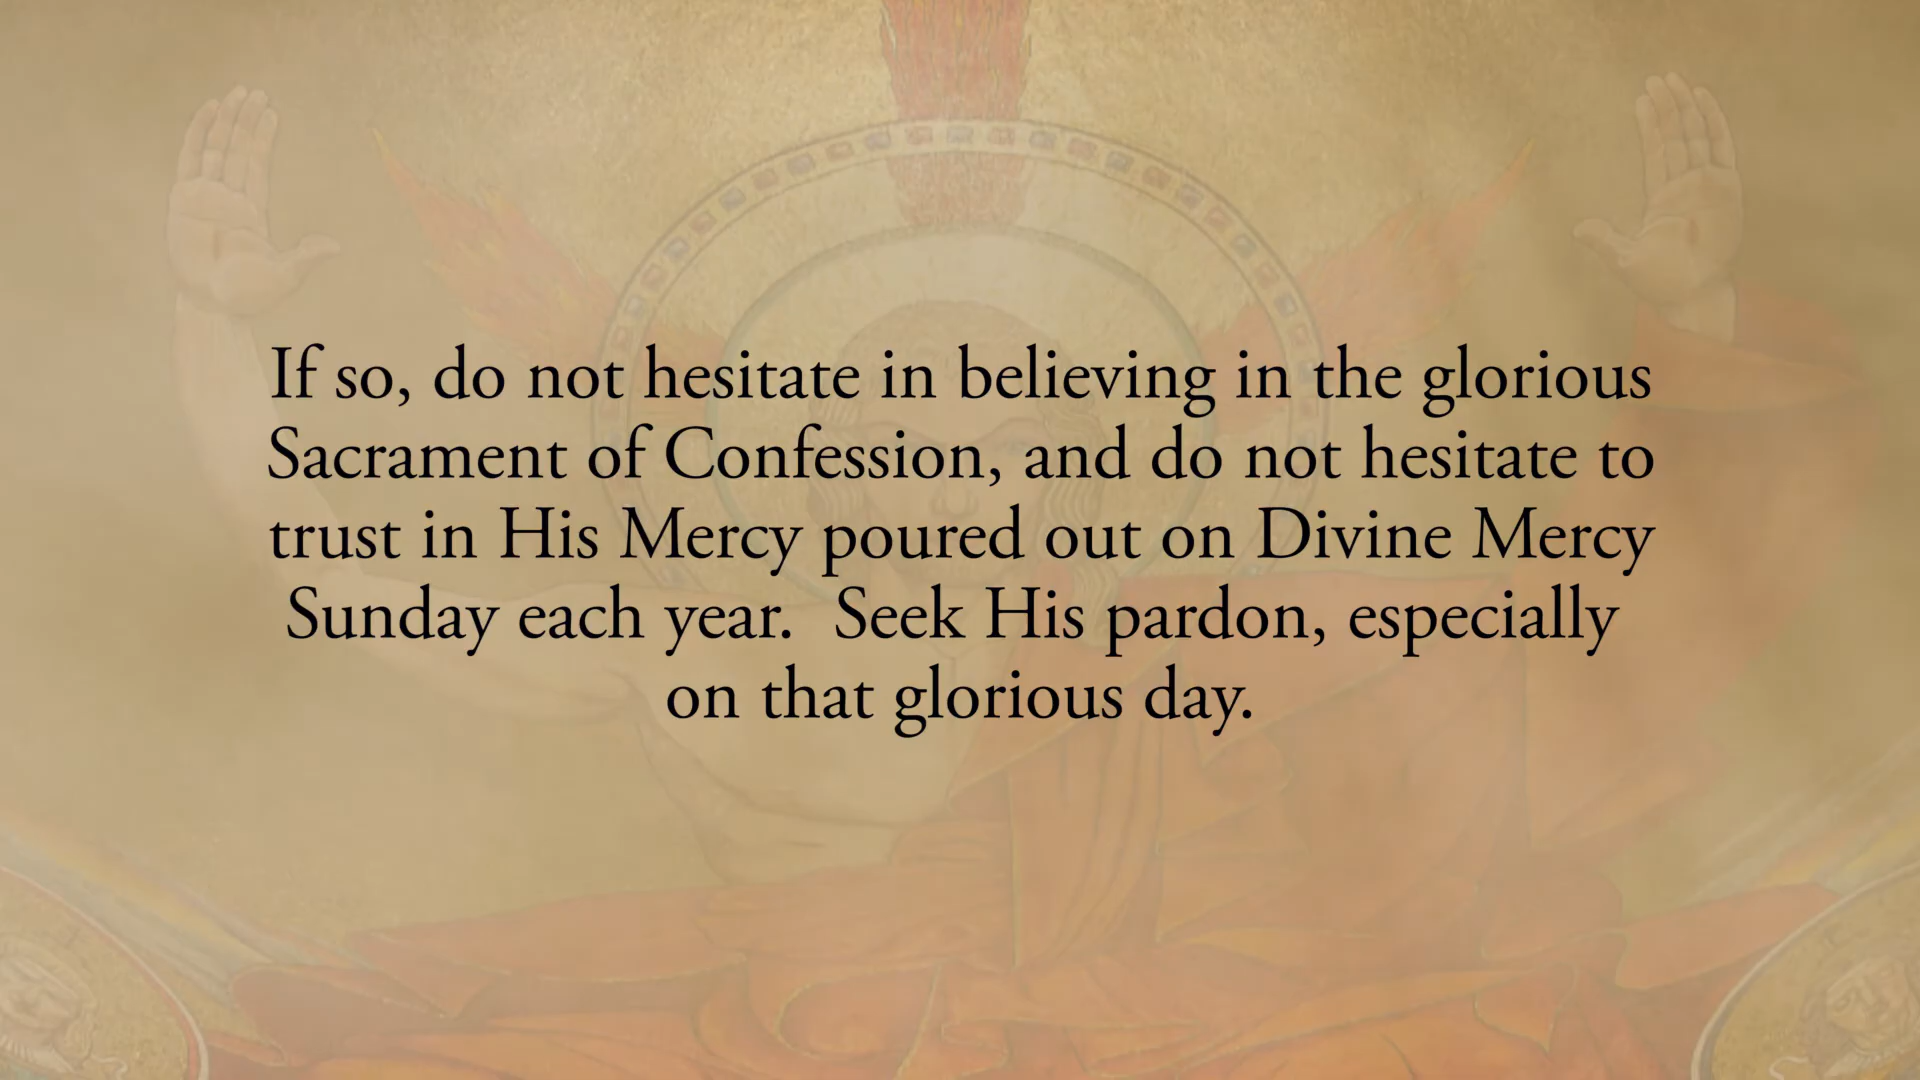 If so, do not hesitate in believing in the glorious
Sacrament of Confession, and do not hesitate to
trust in His Mercy poured out on Divine Mercy
Sunday each year.  Seek His pardon, especially
on that glorious day.